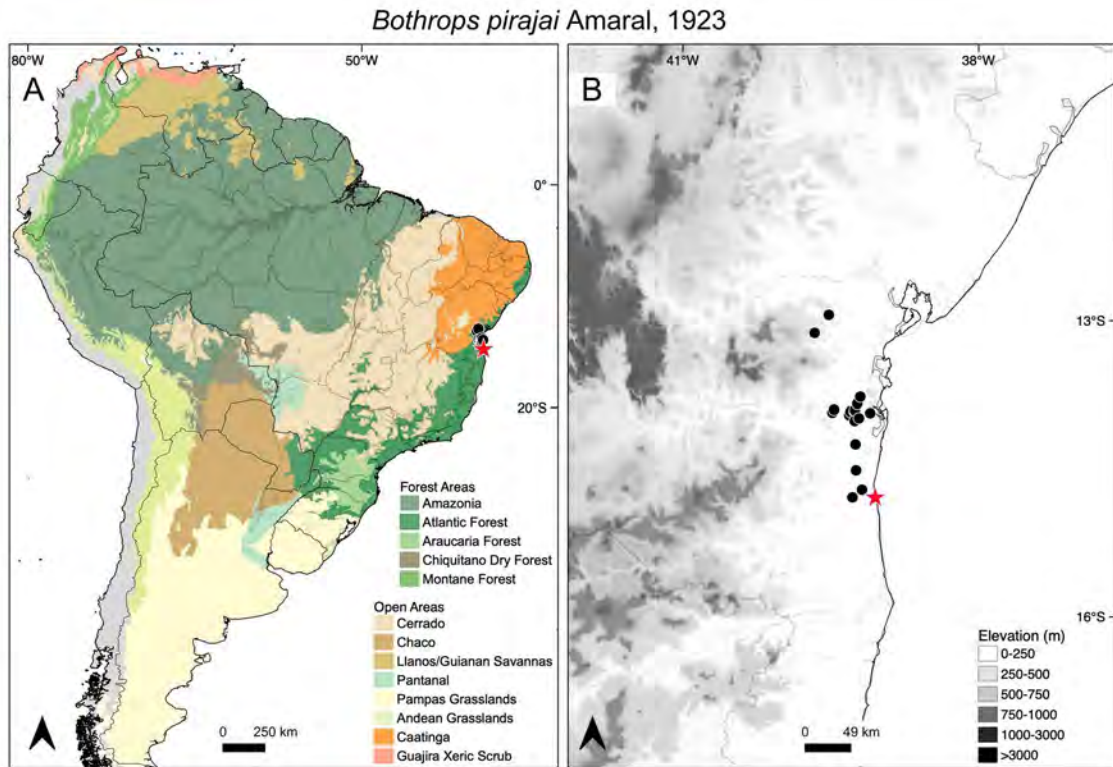 Bothrops pirajai Amaral, 1923
A
80°W
50°W
0°
20°S
Forest Areas
Amazonia
Atlantic Forest
Araucaria Forest
Chiquitano Dry Forest
Montane Forest
Open Areas
Cerrado
Chaco
Llanos/Guianan Savannas
Pantanal
Pampas Grasslands
Andean Grasslands
Caatinga
Guajira Xeric Scrub
0 250 km
B
41°W
38°W
13°S
16°S
Elevation (m)
0-250
250-500
500-750
750-1000
1000-3000
>3000
0 49 km